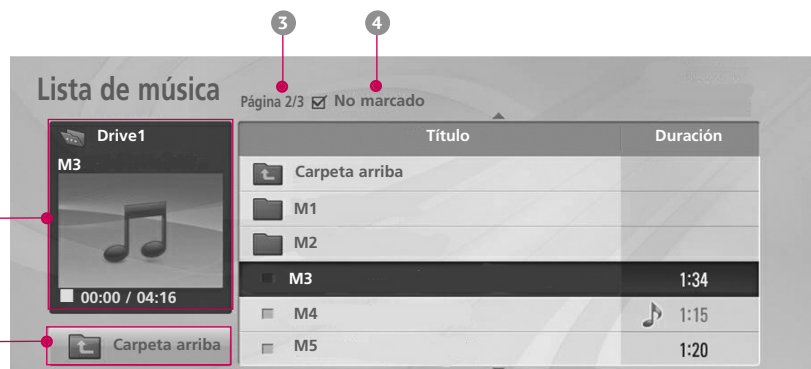 3 4
Lista de música
Página 2/3 No marcado
Drive1
M3
00:00 / 04:16
Carpeta arriba
Título Duración
Carpeta arriba
M1
M2
M3 1:34
M4 1:15
M5 1:20